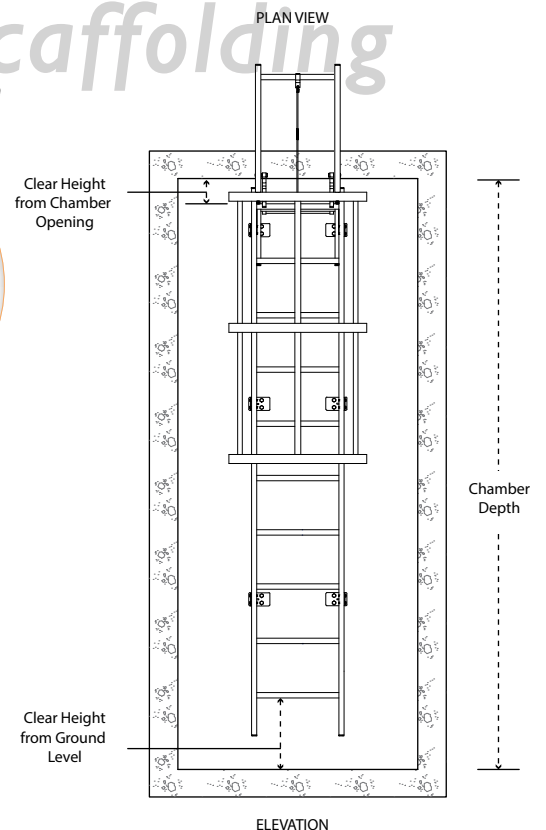 caffolding
PLAN VIEW
Clear Height
from Chamber
Opening
Chamber
Depth
Clear Height
from Ground
Level
ELEVATION